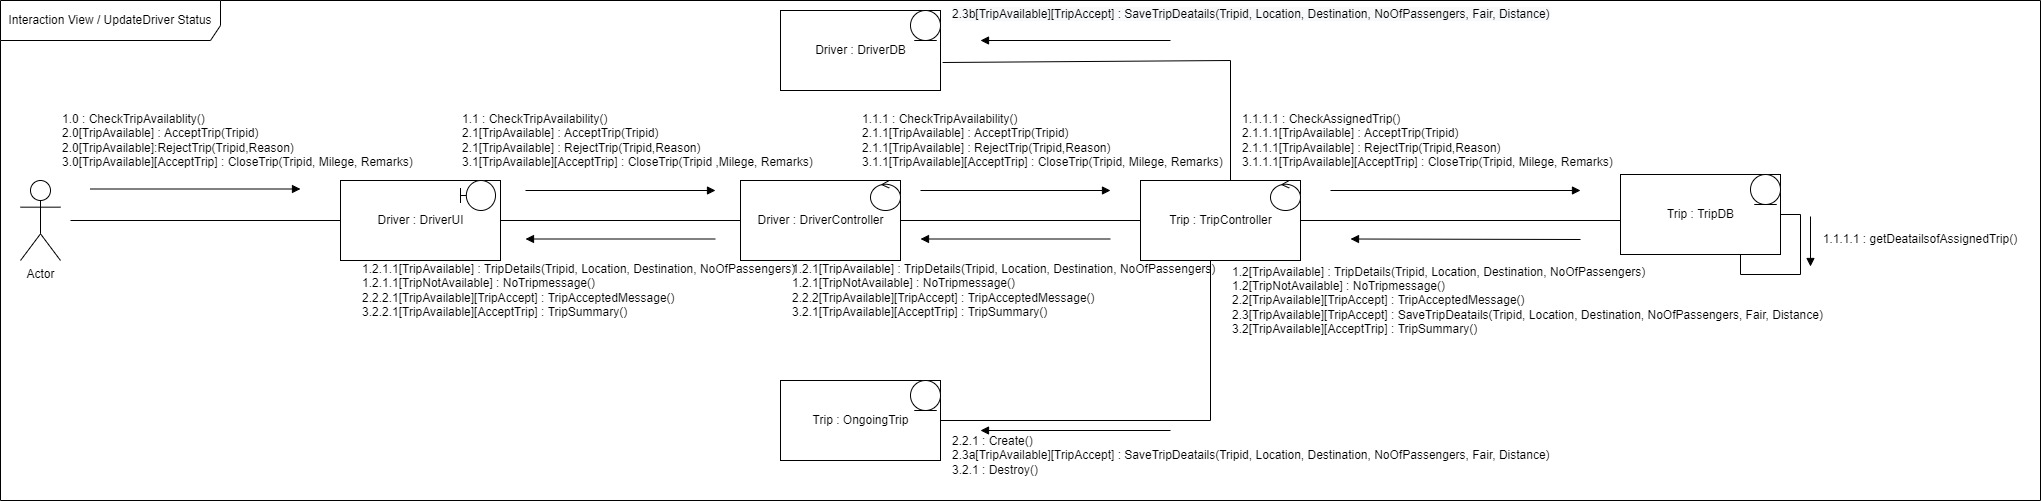 Interaction View / UpdateDriver Status
2.3b[TripAvailable][TripAccept] : SaveTripDeatails(Tripid, Location, Destination, NoOfPassengers, Fair, Distance)
Driver : DriverDB
1.0 : CheckTripAvailablity()
2.0[TripAvailable] : AcceptTrip(Tripid)
2.0[TripAvailable]:RejectTrip(Tripid,Reason)
3.0[TripAvailable][AcceptTrip] : CloseTrip(Tripid, Milege, Remarks)
1.1 : CheckTripAvailability()
2.1[TripAvailable] : AcceptTrip(Tripid)
2.1[TripAvailable] : RejectTrip(Tripid,Reason)
3.1[TripAvailable][AcceptTrip] : CloseTrip(Tripid ,Milege, Remarks)
1.1.1 : CheckTripAvailability()
2.1.1[TripAvailable] : AcceptTrip(Tripid)
2.1.1[TripAvailable] : RejectTrip(Tripid,Reason)
3.1.1[TripAvailable][AcceptTrip] : CloseTrip(Tripid, Milege, Remarks)
1.1.1.1 : CheckAssignedTrip()
2.1.1.1[TripAvailable] : AcceptTrip(Tripid)
2.1.1.1[TripAvailable] : RejectTrip(Tripid,Reason)
3.1.1.1[TripAvailable][AcceptTrip] : CloseTrip(Tripid, Milege, Remarks)
Actor
Driver : DriverUI
Driver : DriverController
Trip : TripController
Trip : TripDB
1.1.1.1 : getDeatailsofAssignedTrip()
1.2.1.1[TripAvailable] : TripDetails(Tripid, Location, Destination, NoOfPassengers)
1.2.1.1[TripNotAvailable] : NoTripmessage()
2.2.2.1[TripAvailable][TripAccept] : TripAcceptedMessage()
3.2.2.1[TripAvailable][AcceptTrip] : TripSummary()
1.2.1[TripAvailable] : TripDetails(Tripid, Location, Destination, NoOfPassengers)
1.2.1[TripNotAvailable] : NoTripmessage()
2.2.2[TripAvailable][TripAccept] : TripAcceptedMessage()
3.2.1[TripAvailable][AcceptTrip] : TripSummary()
1.2[TripAvailable] : TripDetails(Tripid, Location, Destination, NoOfPassengers)
1.2[TripNotAvailable] : NoTripmessage()
2.2[TripAvailable][TripAccept] : TripAcceptedMessage()
2.3[TripAvailable][TripAccept] : SaveTripDeatails(Tripid, Location, Destination, NoOfPassengers, Fair, Distance)
3.2[TripAvailable][AcceptTrip] : TripSummary()
Trip : OngoingTrip
2.2.1 : Create()
2.3a[TripAvailable][TripAccept] : SaveTripDeatails(Tripid, Location, Destination, NoOfPassengers, Fair, Distance)
3.2.1 : Destroy()